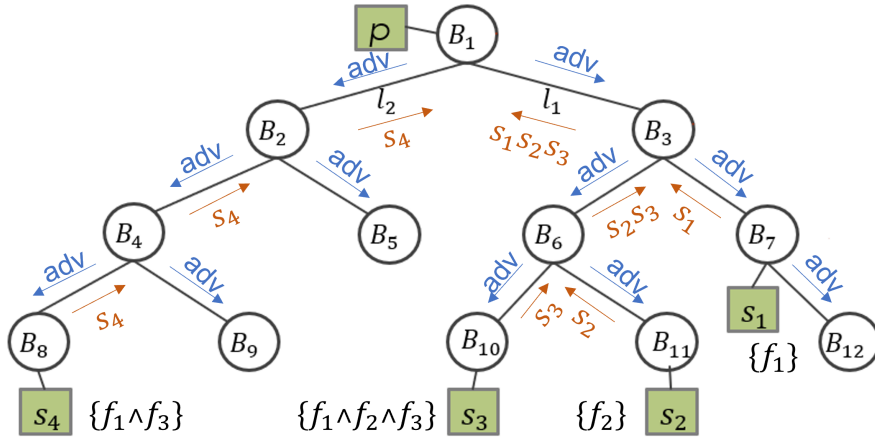 p B₁
adv adv
l₂ l₁
B₂ s₄ s₁s₂s₃ B₃
adv adv adv adv
s₄ s₂s₃ s₁
B₄ B₅ B₆ B₇
adv adv adv adv adv
s₄ s₃ s₂ s₁
B₈ B₉ B₁₀ B₁₁ {f₁} B₁₂
s₄ {f₁∧f₃} {f₁∧f₂∧f₃} s₃ {f₂} s₂